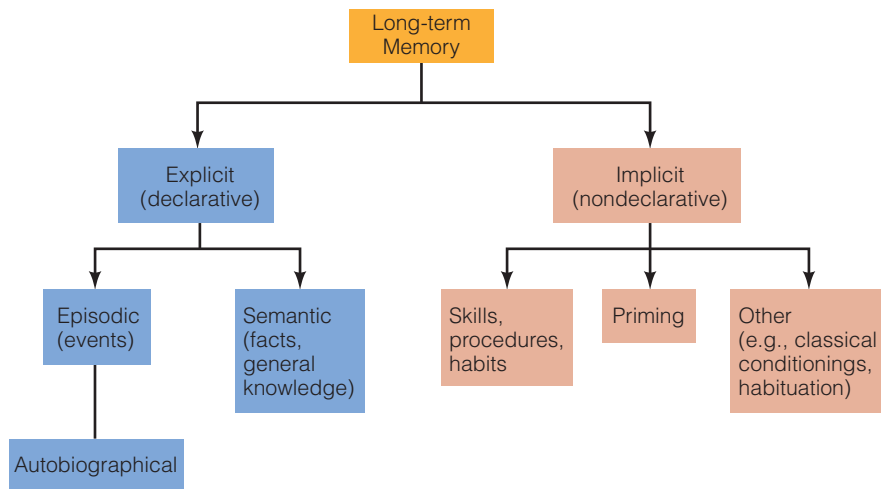 Long-term
Memory
Explicit
(declarative)
Implicit
(nondeclarative)
Episodic
(events)
Semantic
(facts,
general
knowledge)
Skills,
procedures,
habits
Priming
Other
(e.g., classical
conditionings,
habituation)
Autobiographical